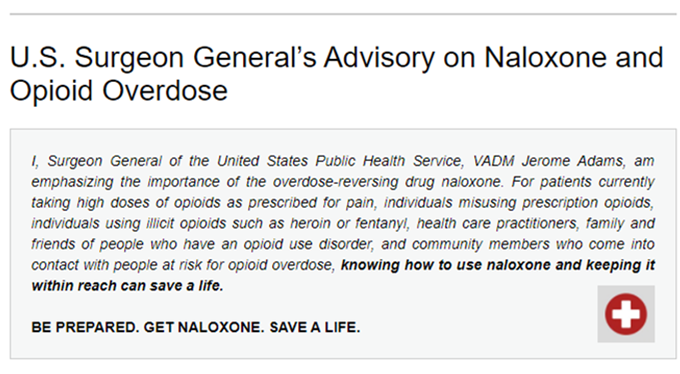 U.S. Surgeon General’s Advisory on Naloxone and
Opioid Overdose
I, Surgeon General of the United States Public Health Service, VADM Jerome Adams, am
emphasizing the importance of the overdose-reversing drug naloxone. For patients currently
taking high doses of opioids as prescribed for pain, individuals misusing prescription opioids,
individuals using illicit opioids such as heroin or fentanyl, health care practitioners, family and
friends of people who have an opioid use disorder, and community members who come into
contact with people at risk for opioid overdose, knowing how to use naloxone and keeping it
within reach can save a life.
BE PREPARED. GET NALOXONE. SAVE A LIFE.